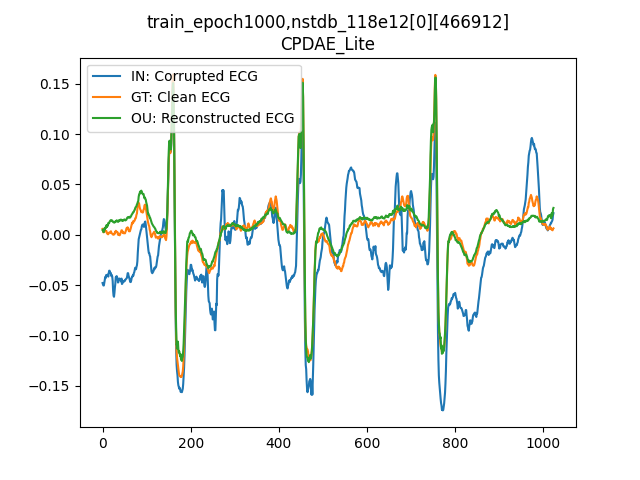 train_epoch1000,nstdb_118e12[0][466912]
CPDAE_Lite
IN: Corrupted ECG
GT: Clean ECG
OU: Reconstructed ECG
0.15
0.10
0.05
0.00
−0.05
−0.10
−0.15
0 200 400 600 800 1000